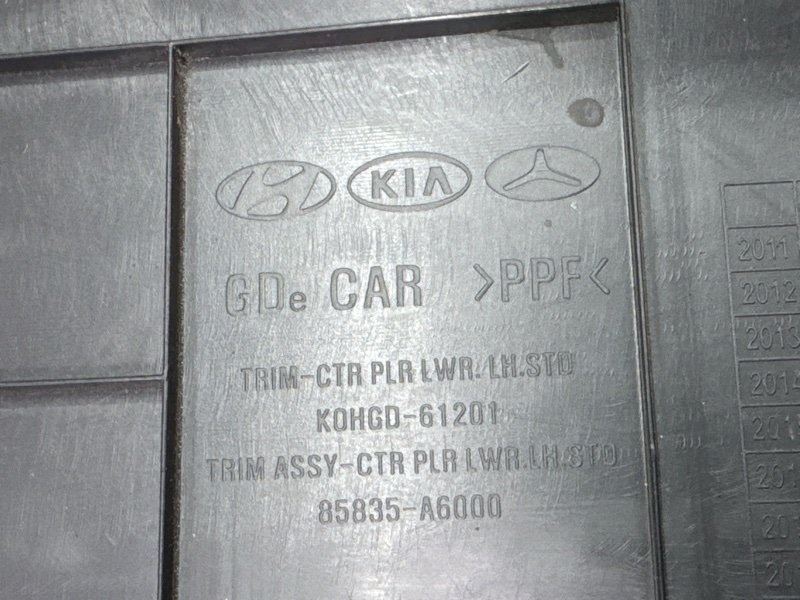 KIA
GDe CAR >PPF<
TRIM-CTR PLR LWR. LH.STD
KOHGD-61201
TRIM ASSY-CTR PLR LWR.LH.STD
85835-A6000
2011
2012
2013
2014